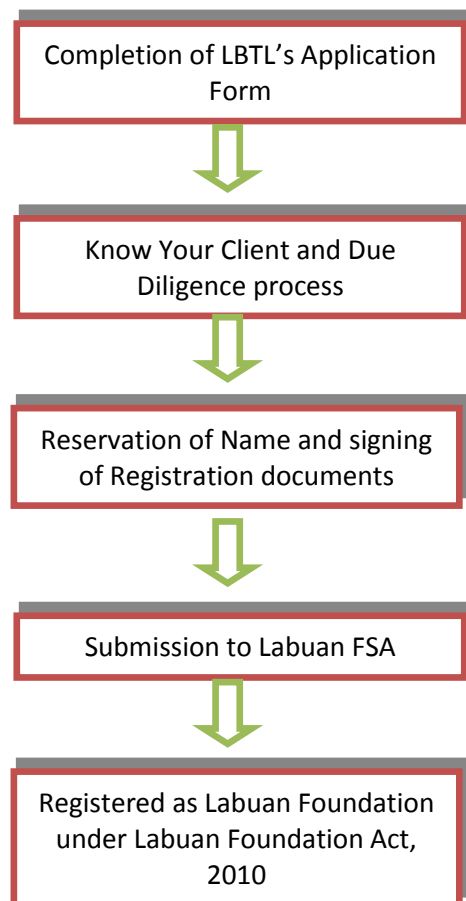 Completion of LBTL’s Application
Form
Know Your Client and Due
Diligence process
Reservation of Name and signing
of Registration documents
Submission to Labuan FSA
Registered as Labuan Foundation
under Labuan Foundation Act,
2010